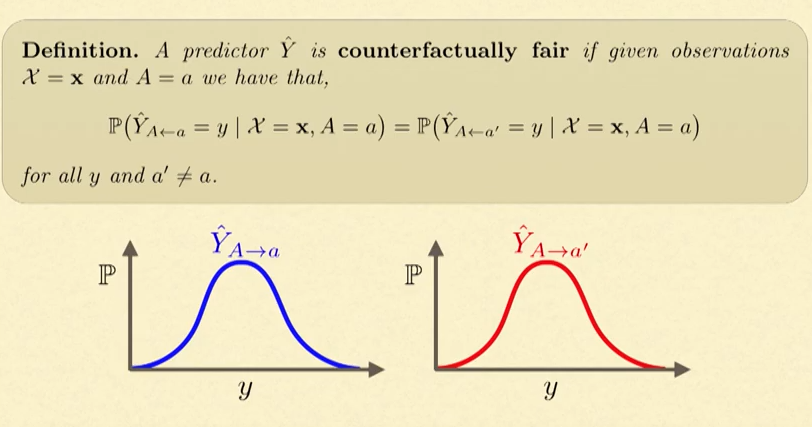 Definition. A predictor Ŷ is counterfactually fair if given observations
𝒳 = x and A = a we have that,
ℙ(Ŷ_{A←a} = y | 𝒳 = x, A = a) = ℙ(Ŷ_{A←a′} = y | 𝒳 = x, A = a)
for all y and a′ ≠ a.
Ŷ_{A→a}
ℙ
y
Ŷ_{A→a′}
ℙ
y